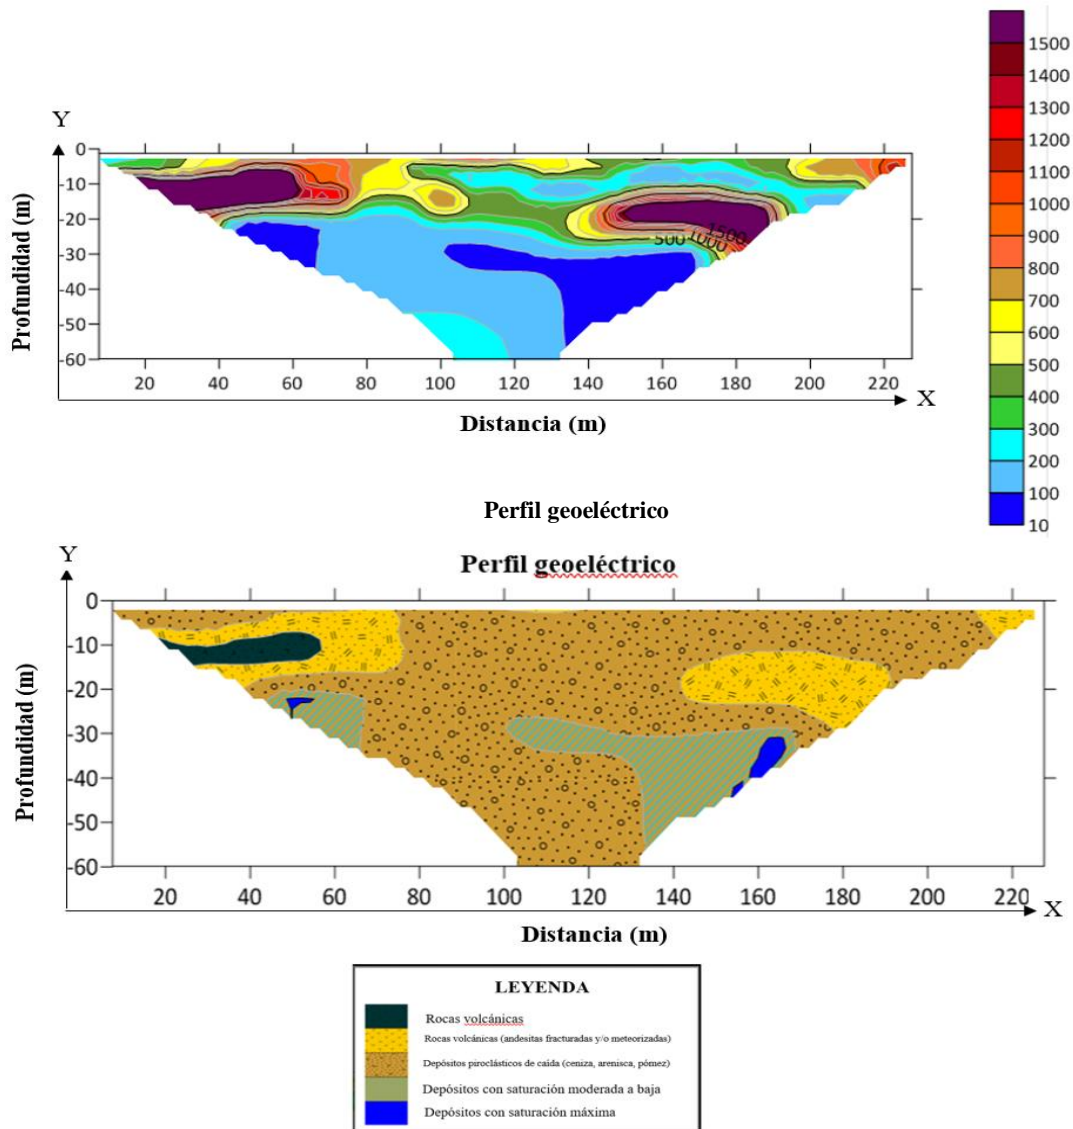 1500
1400
1300
1200
1100
1000
900
800
700
600
500
400
300
200
100
10
Y
0
-10
-20
-30
-40
-50
-60
Profundidad (m)
500 1000 1500
20 40 60 80 100 120 140 160 180 200 220
X
Distancia (m)
Perfil geoeléctrico
Perfil geoeléctrico
Y
0
-10
-20
-30
-40
-50
-60
Profundidad (m)
20 40 60 80 100 120 140 160 180 200 220
X
Distancia (m)
LEYENDA
Rocas volcánicas
Rocas volcánicas (andesitas fracturadas y/o meteorizadas)
Depósitos piroclásticos de caída (ceniza, arenisca, pómez)
Depósitos con saturación moderada a baja
Depósitos con saturación máxima